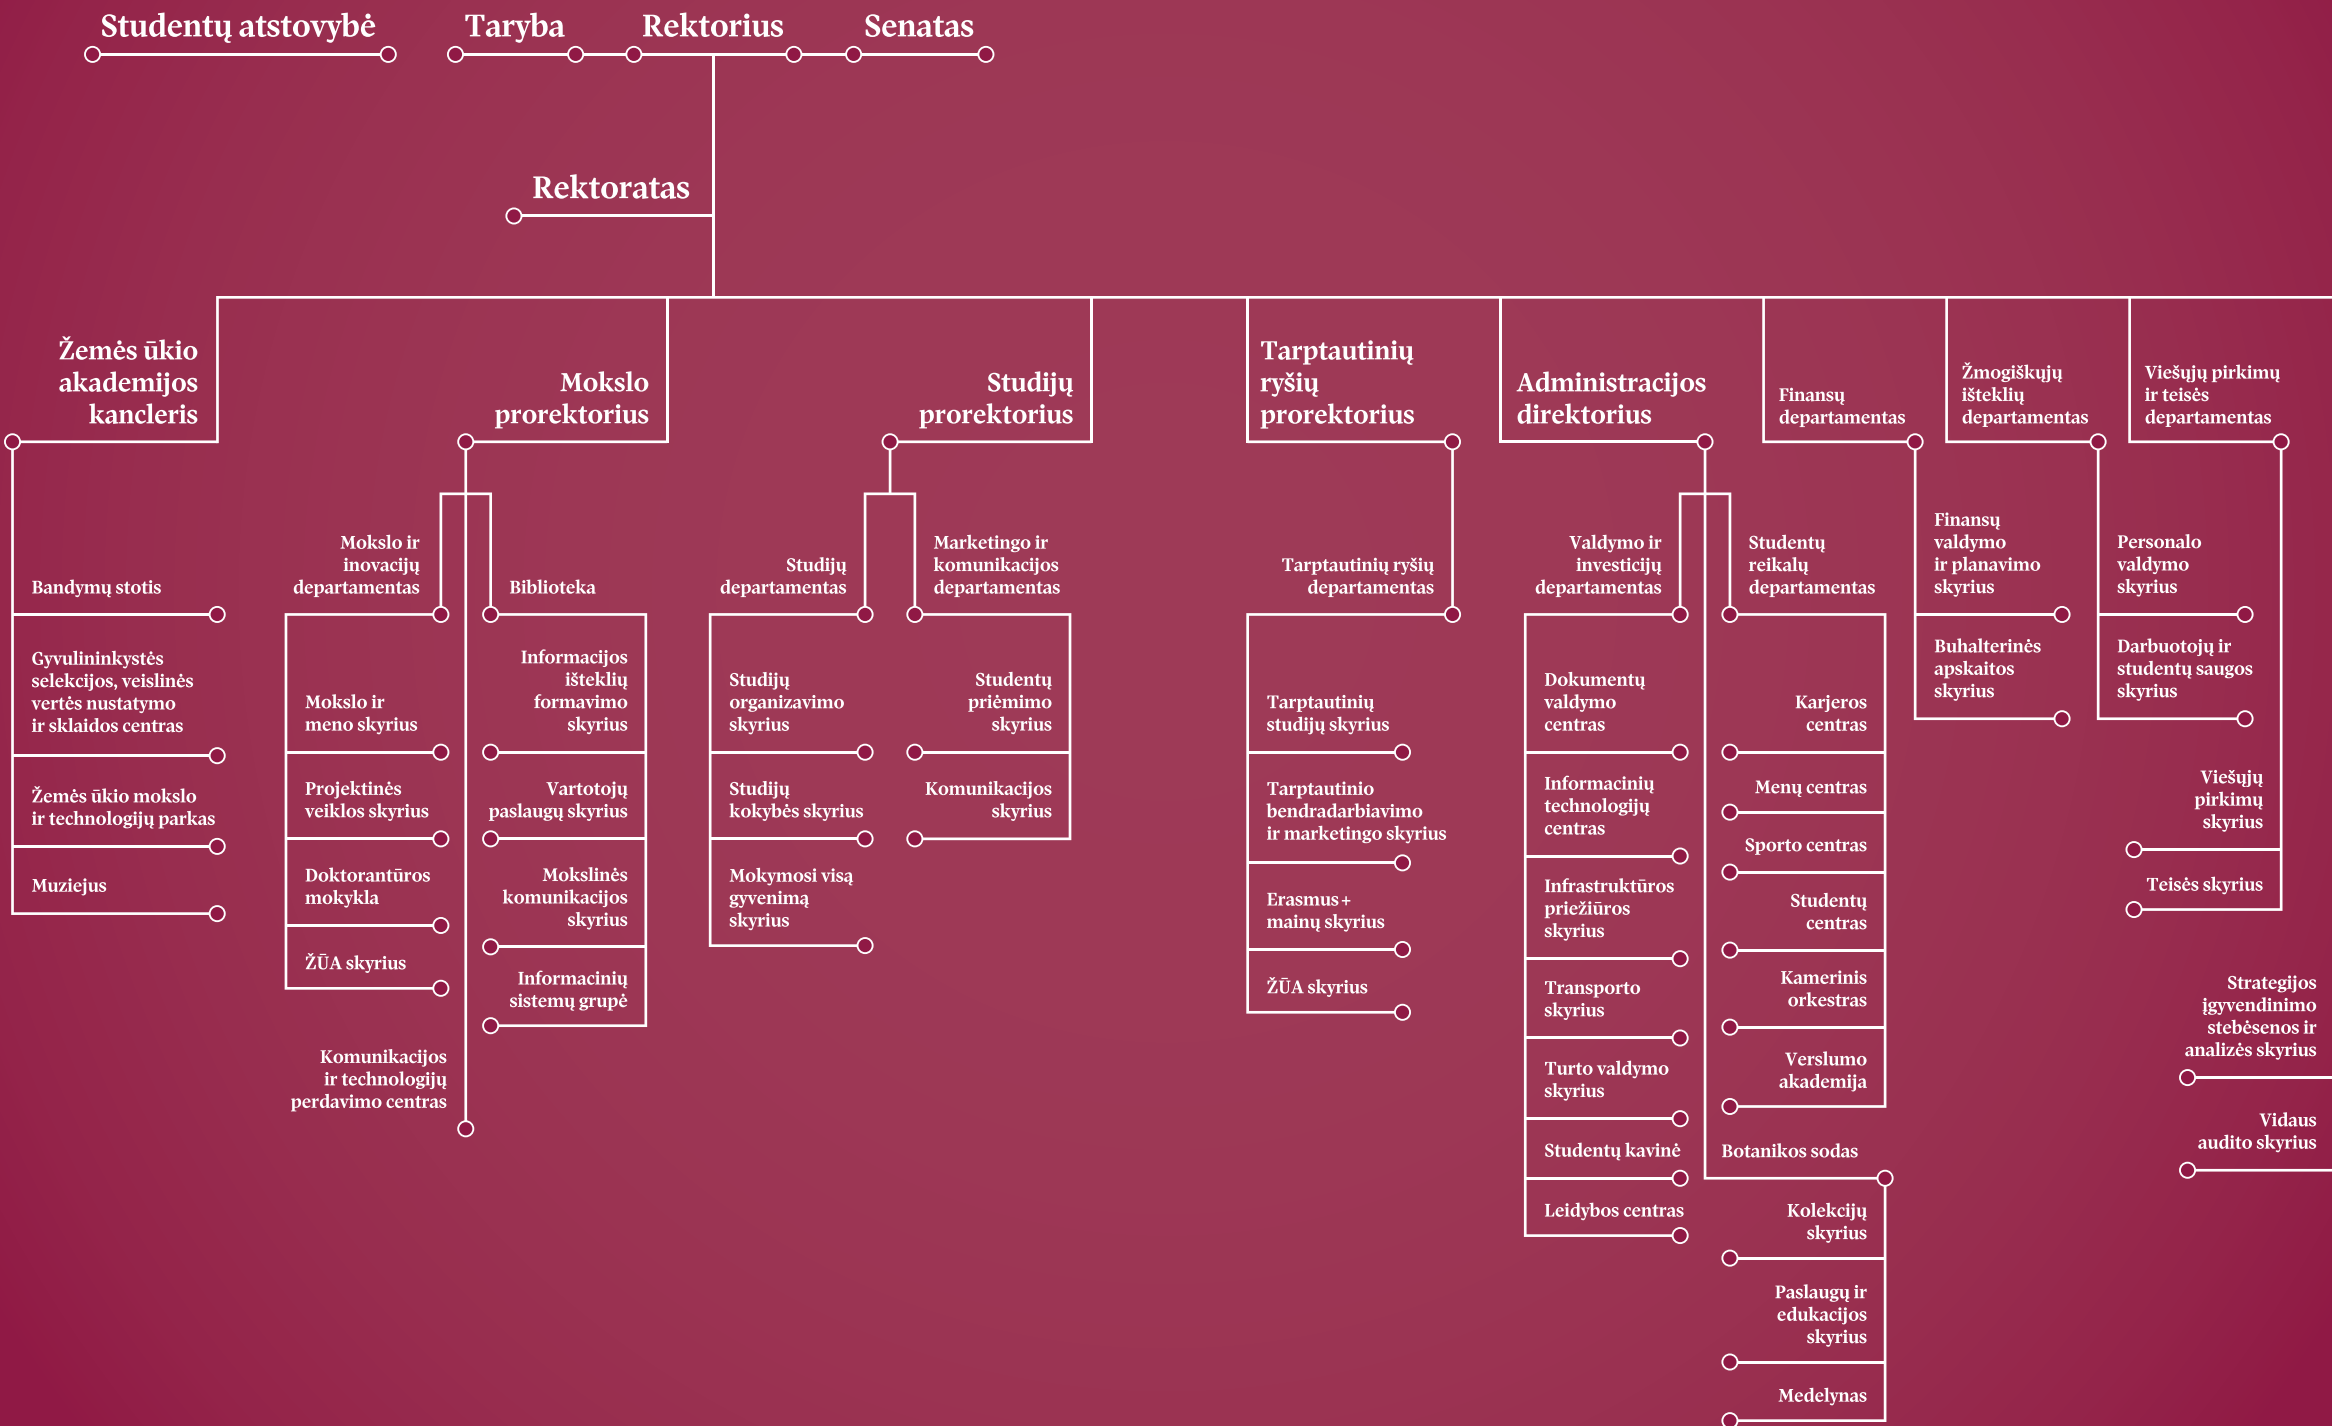 Studentų atstovybė
Taryba
Rektorius
Senatas
Rektoratas
Žemės ūkio
akademijos
kancleris
Bandymų stotis
Gyvulininkystės
selekcijos, veislinės
vertės nustatymo
ir sklaidos centras
Žemės ūkio mokslo
ir technologijų parkas
Muziejus
Mokslo
prorektorius
Mokslo ir
inovacijų
departamentas
Mokslo ir
meno skyrius
Projektinės
veiklos skyrius
Doktorantūros
mokykla
ŽŪA skyrius
Biblioteka
Informacijos
išteklių
formavimo
skyrius
Vartotojų
paslaugų skyrius
Mokslinės
komunikacijos
skyrius
Informacinių
sistemų grupė
Komunikacijos
ir technologijų
perdavimo centras
Studijų
prorektorius
Studijų
departamentas
Studijų
organizavimo
skyrius
Studijų
kokybės skyrius
Mokymosi visą
gyvenimą
skyrius
Marketingo ir
komunikacijos
departamentas
Studentų
priėmimo
skyrius
Komunikacijos
skyrius
Tarptautinių
ryšių
prorektorius
Tarptautinių ryšių
departamentas
Tarptautinių
studijų skyrius
Tarptautinio
bendradarbiavimo
ir marketingo skyrius
Erasmus+
mainų skyrius
ŽŪA skyrius
Administracijos
direktorius
Valdymo ir
investicijų
departamentas
Dokumentų
valdymo
centras
Informacinių
technologijų
centras
Infrastruktūros
priežiūros
skyrius
Transporto
skyrius
Turto valdymo
skyrius
Studentų kavinė
Leidybos centras
Studentų
reikalų
departamentas
Karjeros
centras
Menų centras
Sporto centras
Studentų
centras
Kamerinis
orkestras
Verslumo
akademija
Botanikos sodas
Kolekcijų
skyrius
Paslaugų ir
edukacijos
skyrius
Medelynas
Finansų
departamentas
Finansų
valdymo
ir planavimo
skyrius
Buhalterinės
apskaitos
skyrius
Žmogiškųjų
išteklių
departamentas
Personalo
valdymo
skyrius
Darbuotojų ir
studentų saugos
skyrius
Viešųjų pirkimų
ir teisės
departamentas
Viešųjų
pirkimų
skyrius
Teisės skyrius
Strategijos
įgyvendinimo
stebėsenos ir
analizės skyrius
Vidaus
audito skyrius